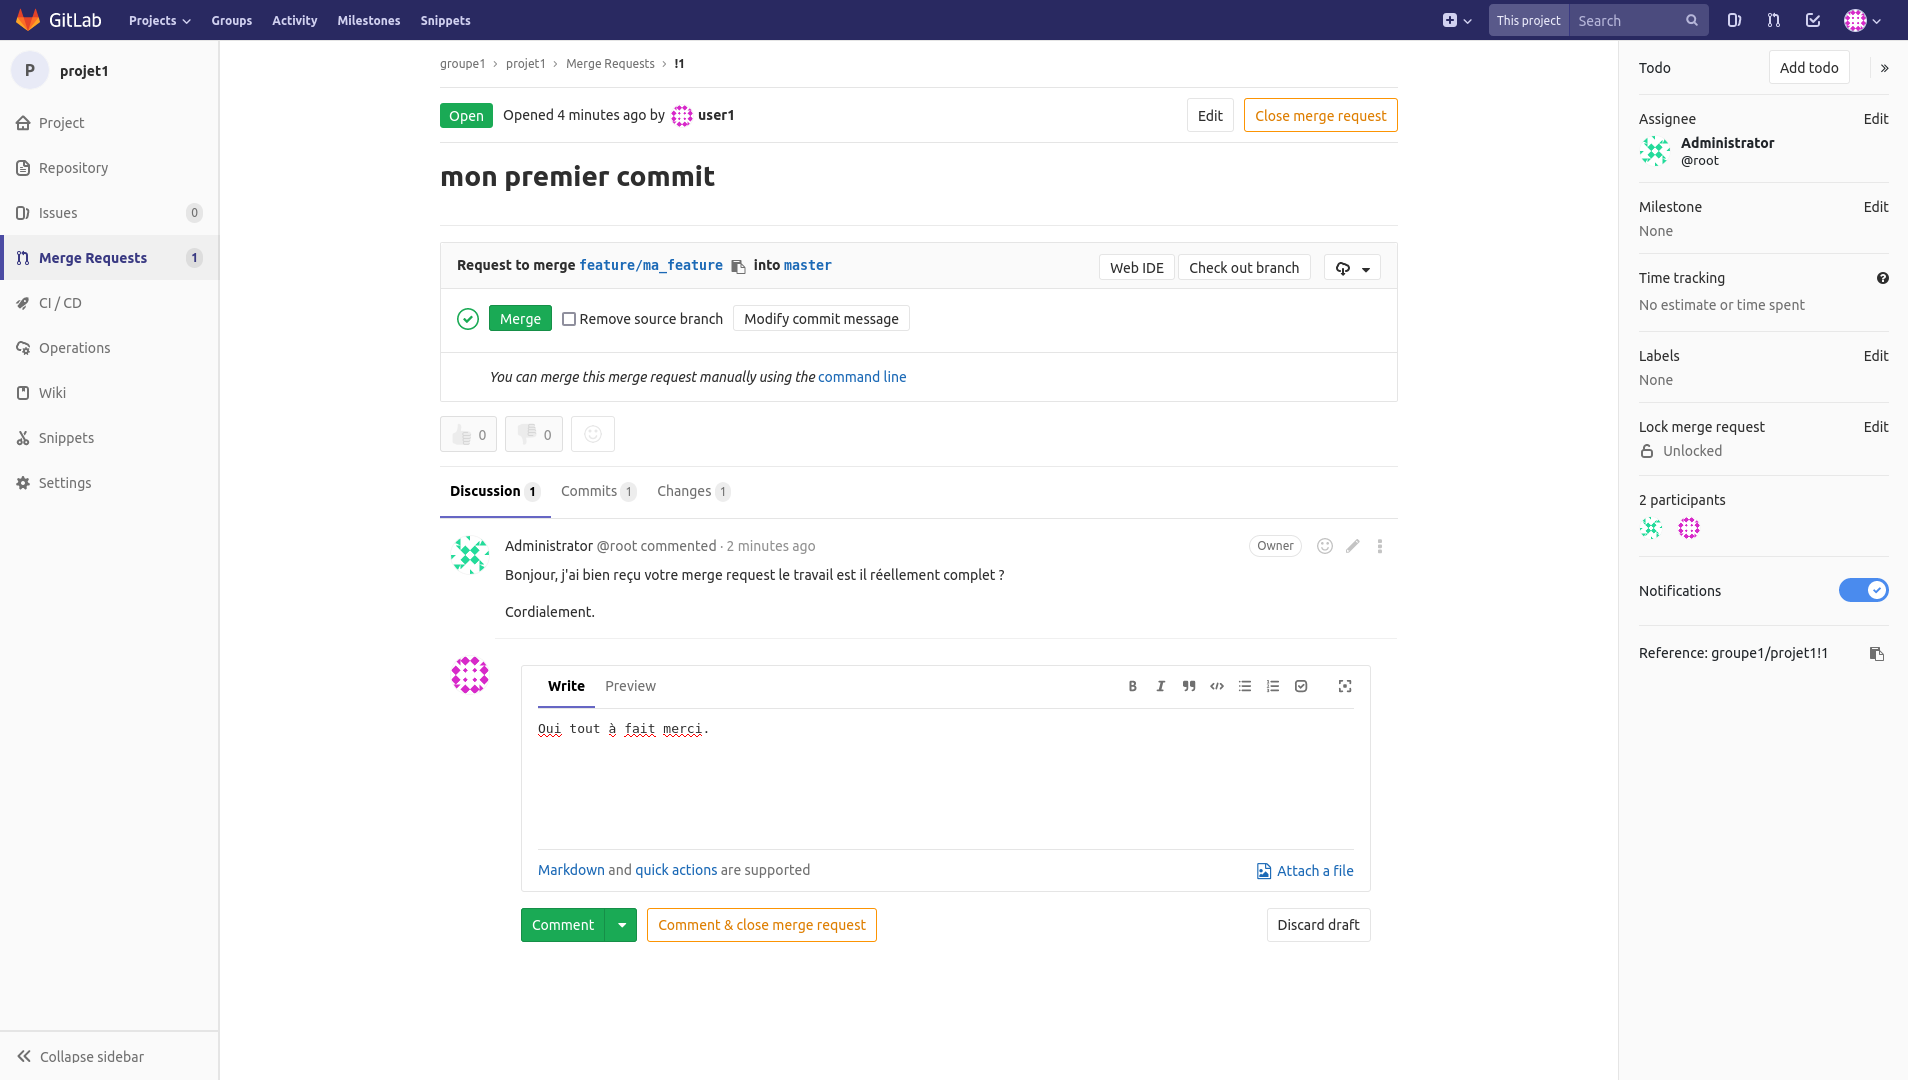 GitLab Projects Groups Activity Milestones Snippets This project Search
P projet1
Project
Repository
Issues 0
Merge Requests 1
CI / CD
Operations
Wiki
Snippets
Settings
Collapse sidebar
groupe1 › projet1 › Merge Requests › !1
Open Opened 4 minutes ago by user1 Edit Close merge request
mon premier commit
Request to merge feature/ma_feature into master Web IDE Check out branch
Merge Remove source branch Modify commit message
You can merge this merge request manually using the command line
0 0
Discussion 1 Commits 1 Changes 1
Administrator @root commented · 2 minutes ago Owner
Bonjour, j'ai bien reçu votre merge request le travail est il réellement complet ?
Cordialement.
Write Preview
Oui tout à fait merci.
Markdown and quick actions are supported Attach a file
Comment Comment & close merge request Discard draft
Todo Add todo »
Assignee Edit
Administrator
@root
Milestone Edit
None
Time tracking
No estimate or time spent
Labels Edit
None
Lock merge request Edit
Unlocked
2 participants
Notifications
Reference: groupe1/projet1!1